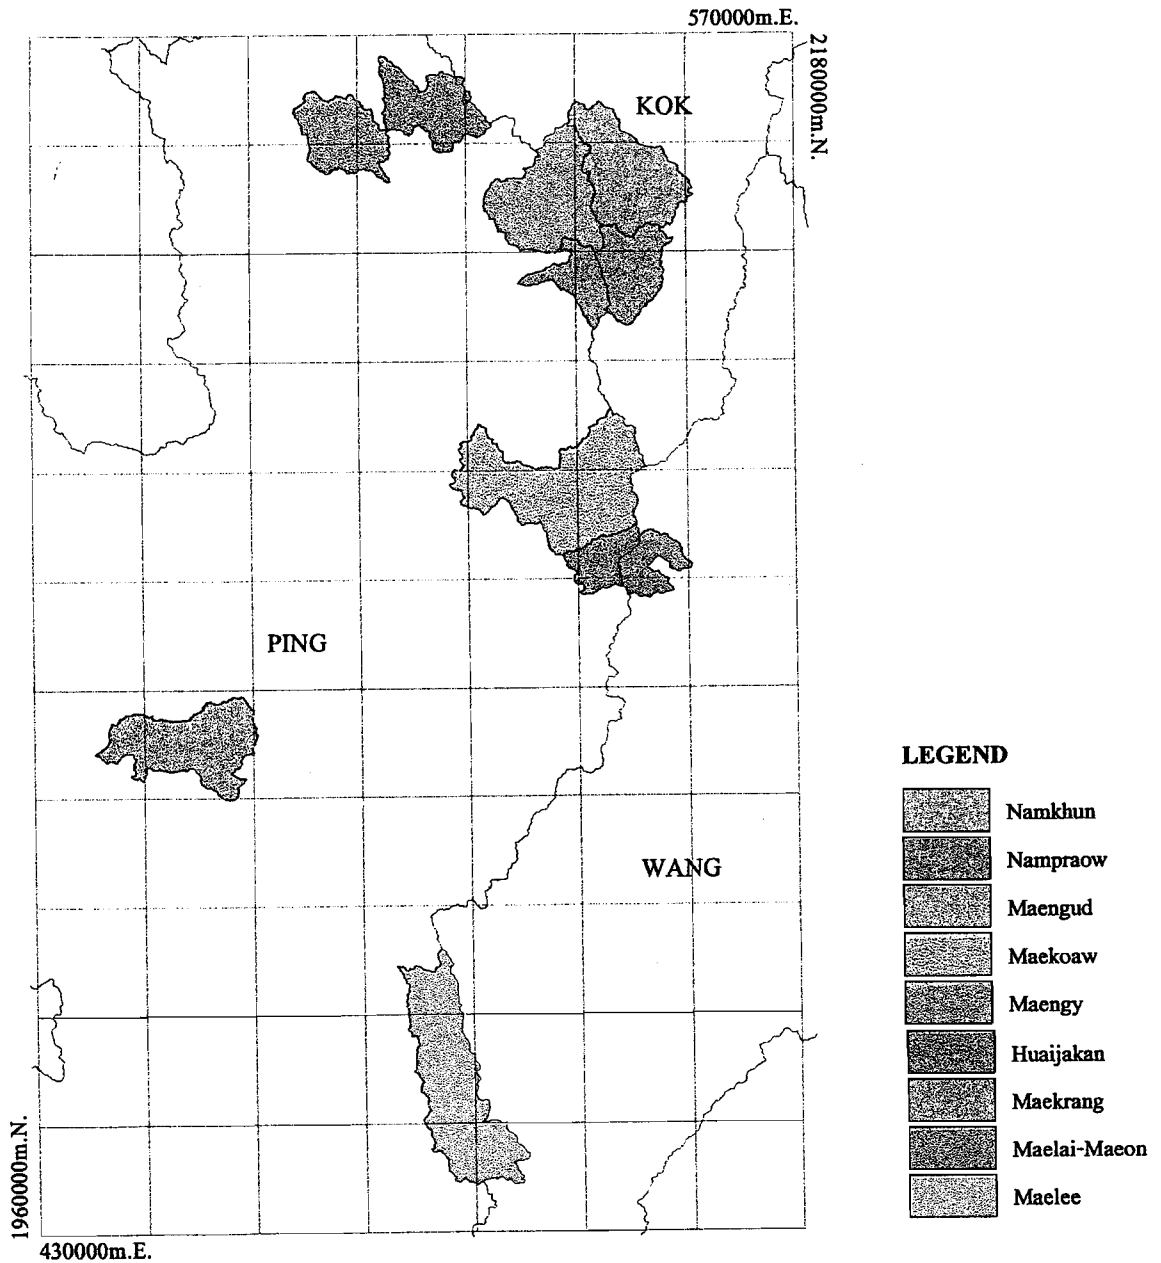 570000m.E.
2180000m.N.
KOK
PING
WANG
1960000m.N.
430000m.E.
LEGEND
Namkhun
Nampraow
Maengud
Maekoaw
Maengy
Huaijakan
Maekrang
Maelai-Maeon
Maelee